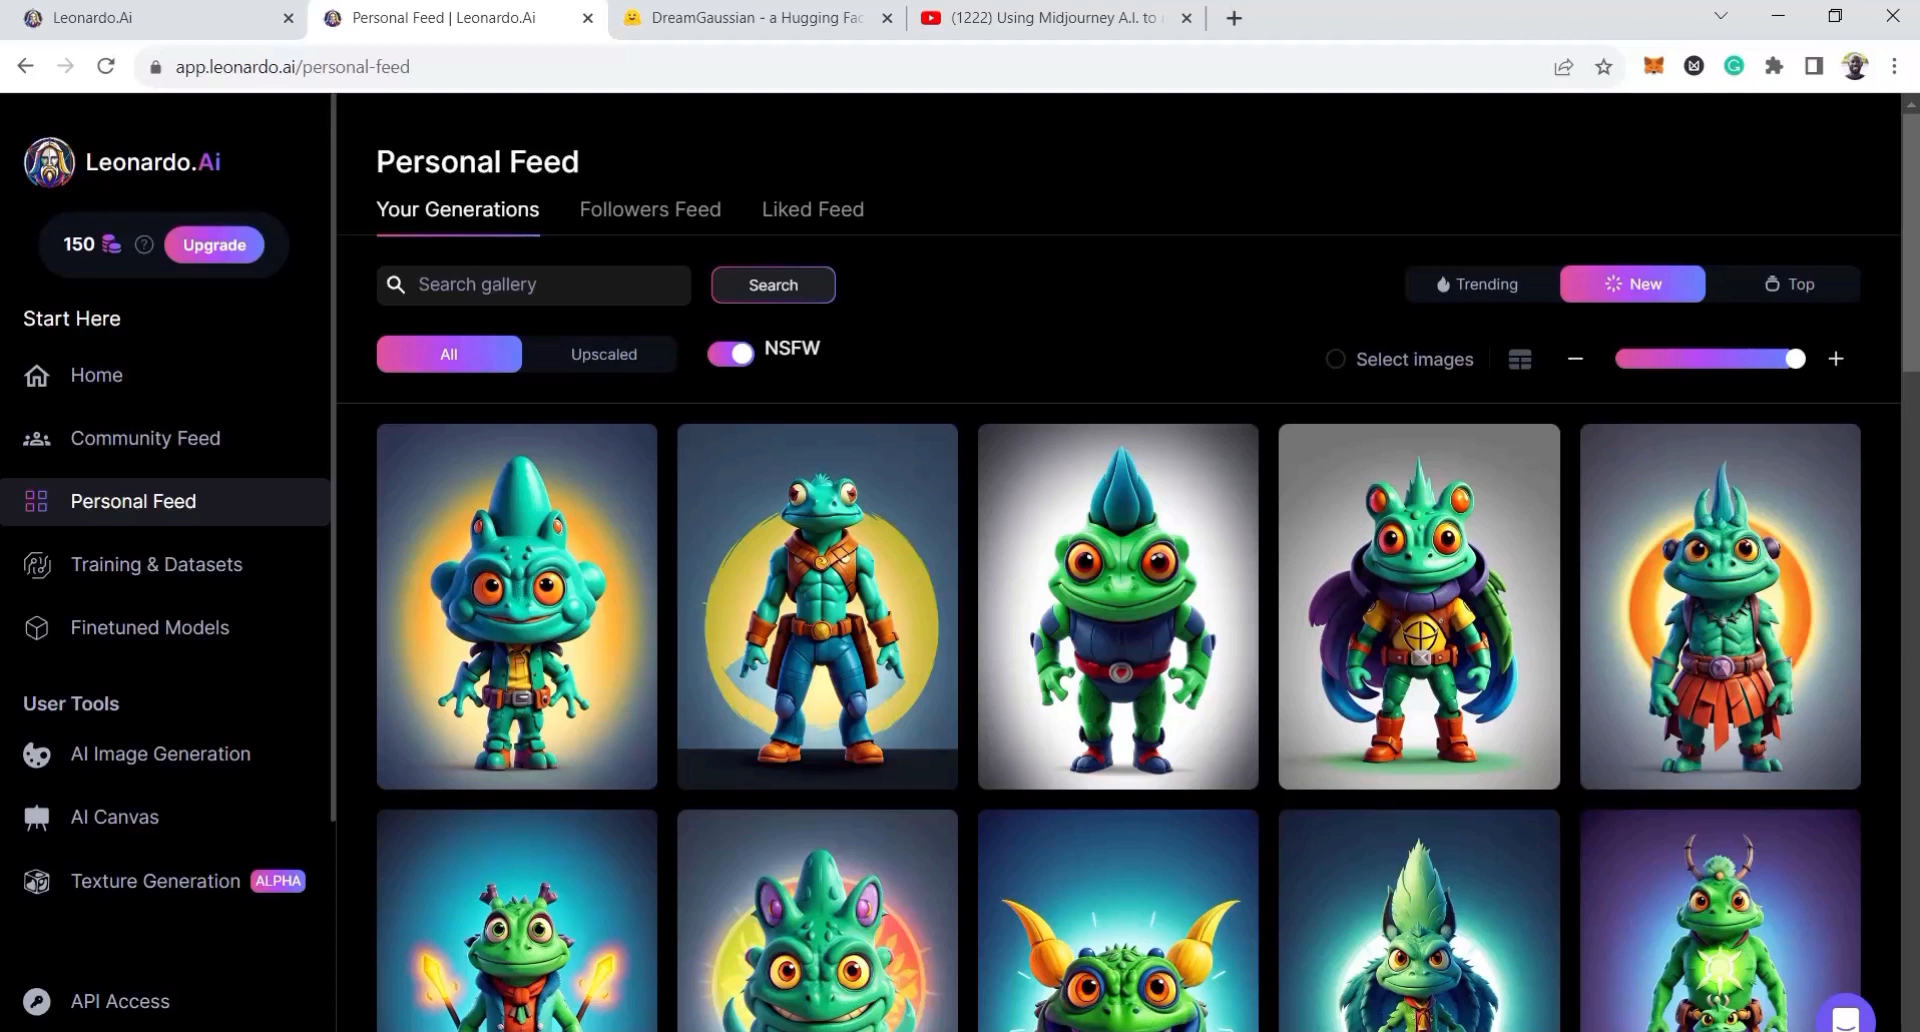 Leonardo.Ai
Personal Feed | Leonardo.Ai
DreamGaussian - a Hugging Fac
(1222) Using Midjourney A.I. to
app.leonardo.ai/personal-feed
Leonardo.Ai
150
Upgrade
Start Here
Home
Community Feed
Personal Feed
Training & Datasets
Finetuned Models
User Tools
AI Image Generation
AI Canvas
Texture Generation ALPHA
API Access
Personal Feed
Your Generations Followers Feed Liked Feed
Search gallery Search
Trending New Top
All Upscaled NSFW
Select images